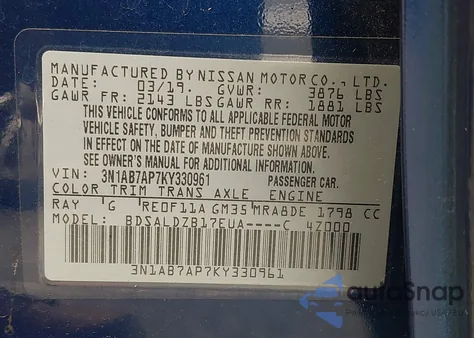 MANUFACTURED BY NISSAN MOTOR CO., LTD.
DATE: 03/19. GVWR: 3876 LBS
GAWR FR: 2143 LBS GAWR RR: 1881 LBS
THIS VEHICLE CONFORMS TO ALL APPLICABLE FEDERAL MOTOR
VEHICLE SAFETY, BUMPER AND THEFT PREVENTION STANDARDS
IN EFFECT ON THE DATE OF MANUFACTURE SHOWN ABOVE.
SEE OWNER'S MANUAL FOR ADDITIONAL INFORMATION.
VIN: 3N1AB7AP7KY330961 PASSENGER CAR.
COLOR TRIM TRANS AXLE ENGINE
RAY G RE0F11A GM35 MRA8DE 1798 CC
MODEL: BDSALDZB17EUA----C 4Z000
3N1AB7AP7KY330961
autoSnap